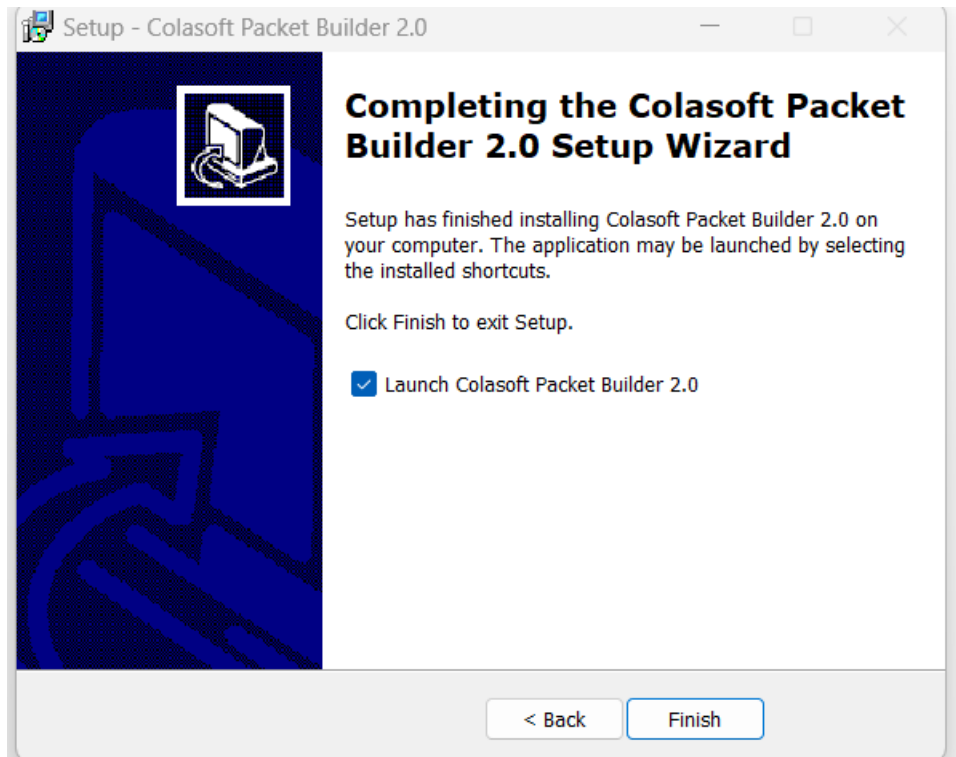 Setup - Colasoft Packet Builder 2.0
Completing the Colasoft Packet
Builder 2.0 Setup Wizard
Setup has finished installing Colasoft Packet Builder 2.0 on
your computer. The application may be launched by selecting
the installed shortcuts.
Click Finish to exit Setup.
Launch Colasoft Packet Builder 2.0
< Back
Finish